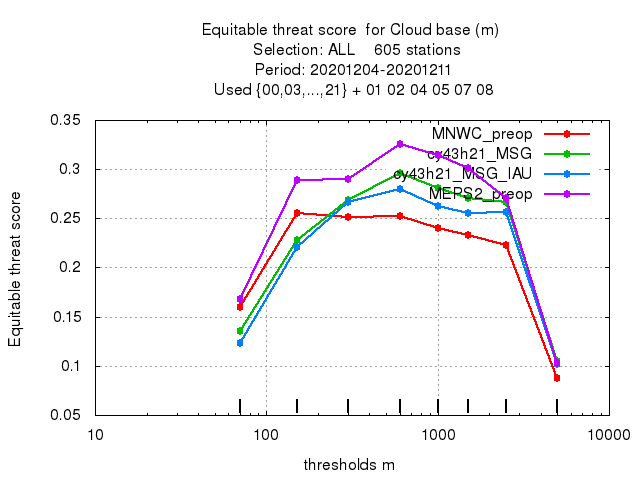 Equitable threat score  for Cloud base (m)
Selection: ALL    605 stations
Period: 20201204-20201211
Used {00,03,...,21} + 01 02 04 05 07 08
MNWC_preop
cy43h21_MSG
cy43h21_MSG_IAU
MEPS2_preop
Equitable threat score
0.35
0.3
0.25
0.2
0.15
0.1
0.05
10 100 1000 10000
thresholds m